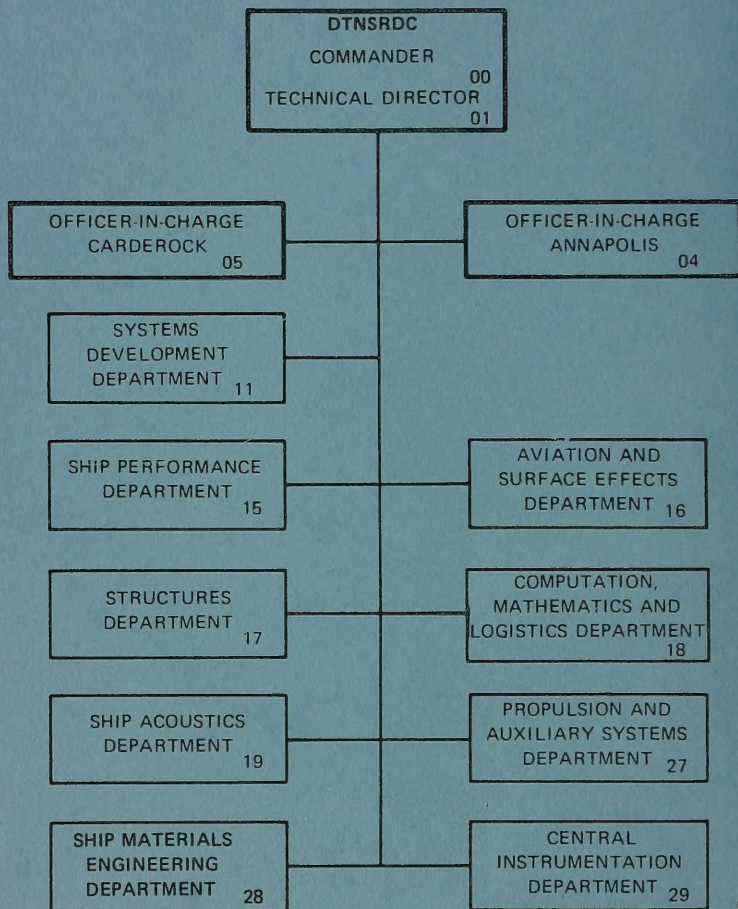 DTNSRDC
COMMANDER
00
TECHNICAL DIRECTOR
01
OFFICER-IN-CHARGE
CARDEROCK
05
OFFICER-IN-CHARGE
ANNAPOLIS
04
SYSTEMS
DEVELOPMENT
DEPARTMENT
11
SHIP PERFORMANCE
DEPARTMENT
15
AVIATION AND
SURFACE EFFECTS
DEPARTMENT
16
STRUCTURES
DEPARTMENT
17
COMPUTATION,
MATHEMATICS AND
LOGISTICS DEPARTMENT
18
SHIP ACOUSTICS
DEPARTMENT
19
PROPULSION AND
AUXILIARY SYSTEMS
DEPARTMENT
27
SHIP MATERIALS
ENGINEERING
DEPARTMENT
28
CENTRAL
INSTRUMENTATION
DEPARTMENT
29